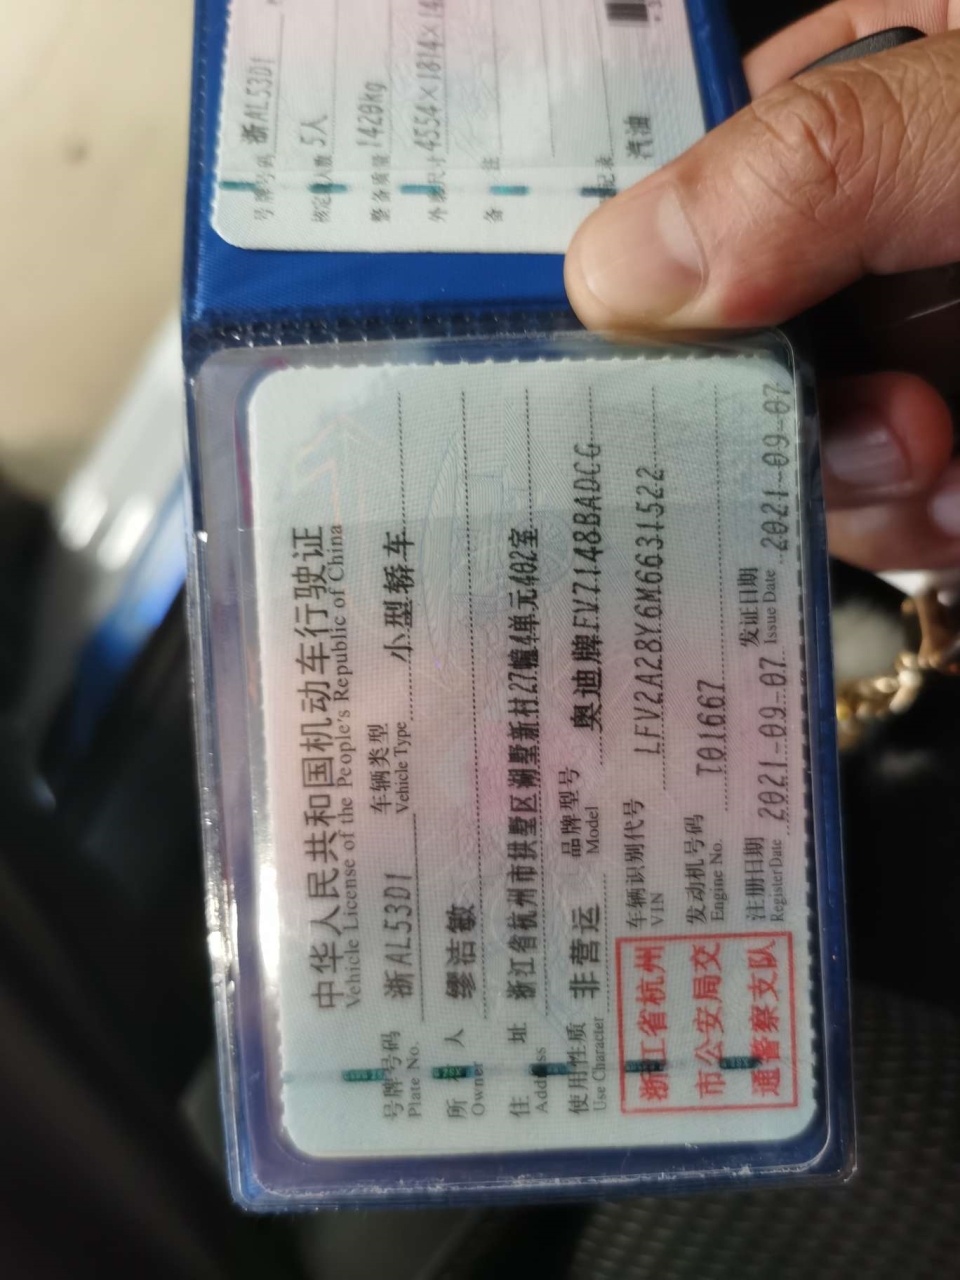 号牌号码 浙AL53D1
核定载人数 5人
整备质量 1420kg
外廓尺寸 4554×1814×14
备 注
记录
汽油
中华人民共和国机动车行驶证
Vehicle License of the People's Republic of China
号牌号码 浙AL53D1 车辆类型 小型轿车
Plate No. Vehicle Type
所有人 缪洁敏
Owner
住 址 浙江省杭州市拱墅区湖墅新村27幢4单元402室
Address
使用性质 非营运 品牌型号 奥迪牌FV7148BADCG
Use Character Model
浙江省杭州
市公安局交
通警察支队
车辆识别代号 LFV2A28Y6M6631522
VIN
发动机号码 T01667
Engine No.
注册日期 2021-09-07 发证日期 2021-09-07
Register Date Issue Date